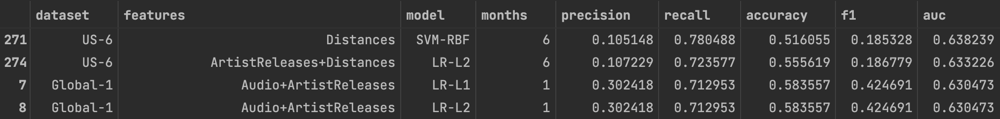 dataset features model months precision recall accuracy f1 auc
271 US-6 Distances SVM-RBF 6 0.105148 0.780488 0.516055 0.185328 0.638239
274 US-6 ArtistReleases+Distances LR-L2 6 0.107229 0.723577 0.555619 0.186779 0.633226
7 Global-1 Audio+ArtistReleases LR-L1 1 0.302418 0.712953 0.583557 0.424691 0.630473
8 Global-1 Audio+ArtistReleases LR-L2 1 0.302418 0.712953 0.583557 0.424691 0.630473